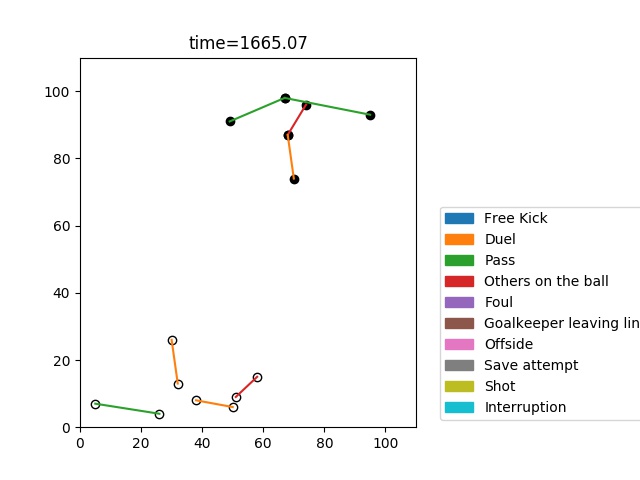 time=1665.07
100
80
60
40
20
0
0 20 40 60 80 100
Free Kick
Duel
Pass
Others on the ball
Foul
Goalkeeper leaving lin
Offside
Save attempt
Shot
Interruption